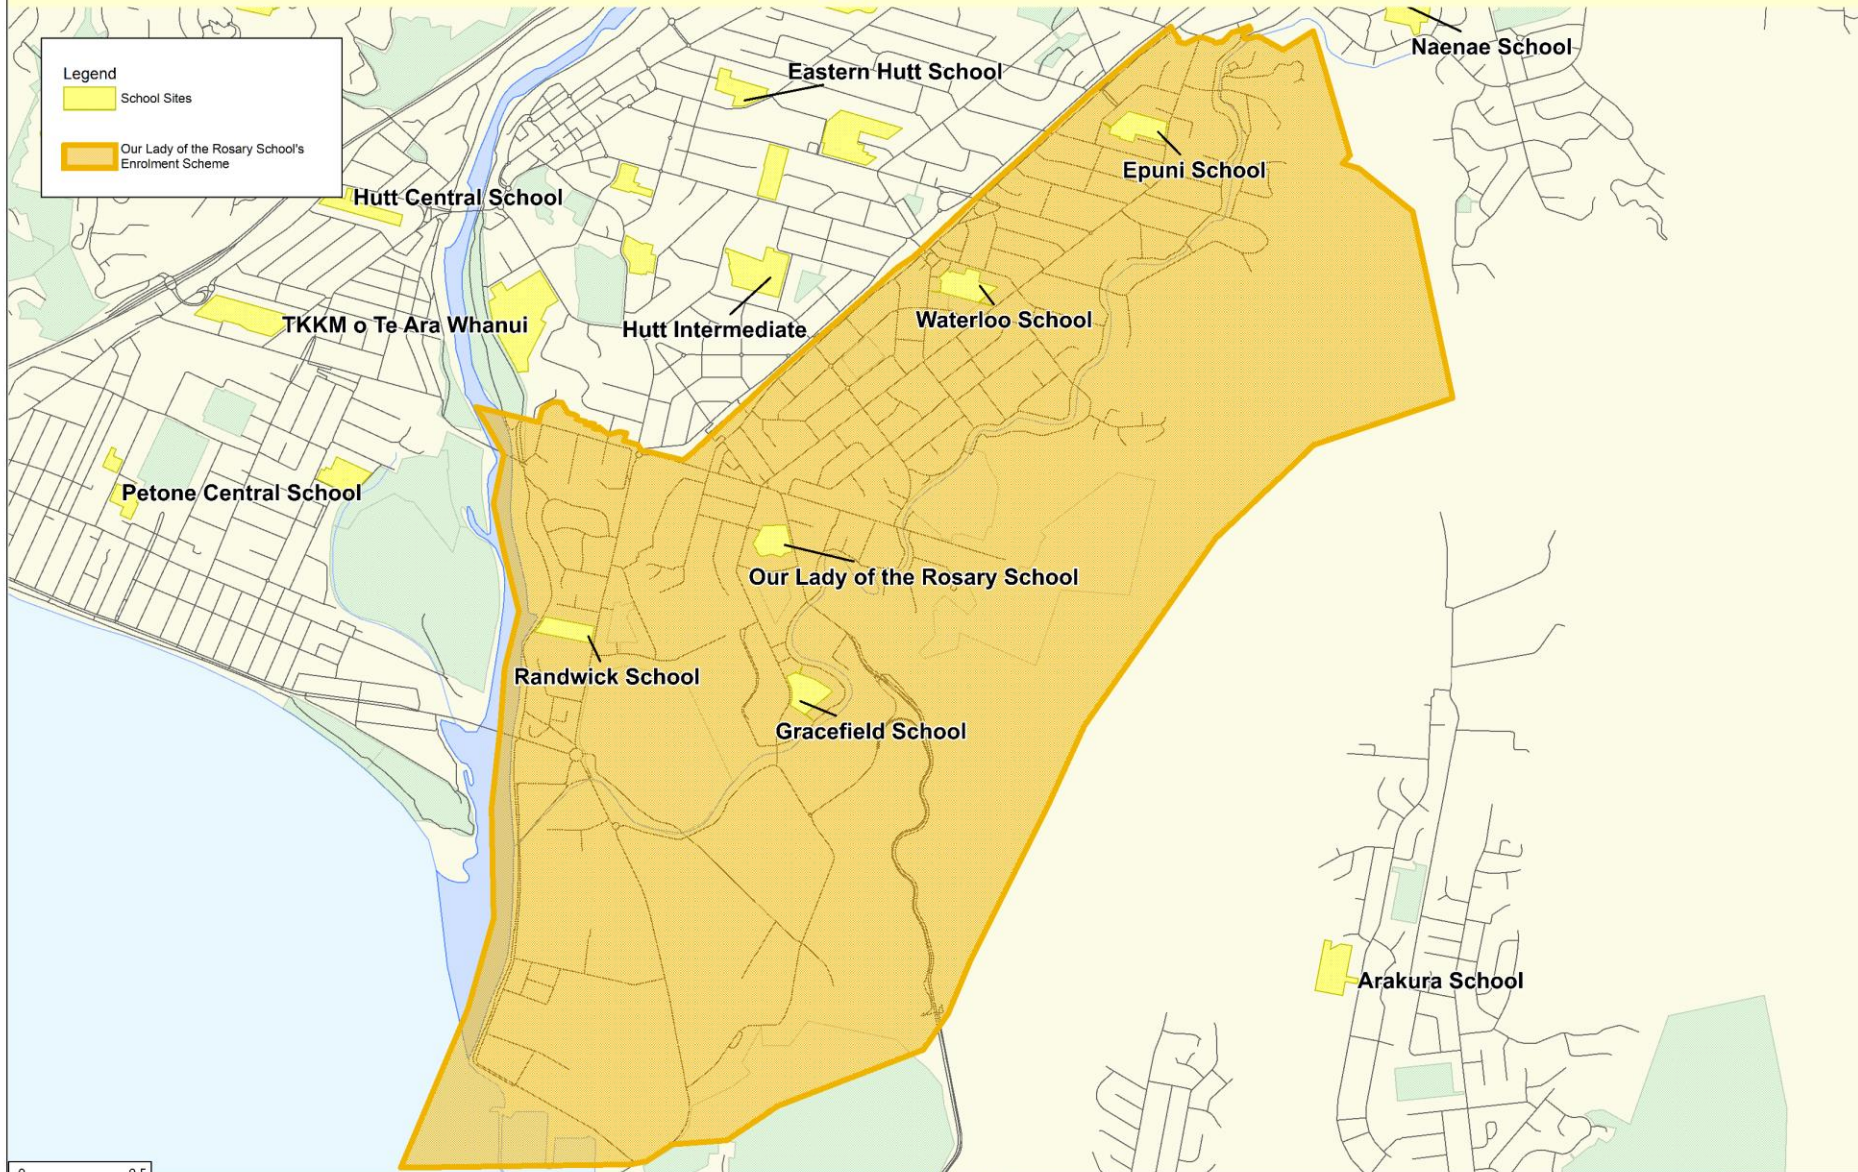 Naenae School
Legend
Eastern Hutt School
School Sites
Our Lady of the Rosary School's
Enrolment Scheme
Epuni School
Hutt Central School
Waterloo School
TKKM o Te Ara Whanui
Hutt Intermediate
Petone Central School
Our Lady of the Rosary School
Randwick School
Gracefield School
Arakura School